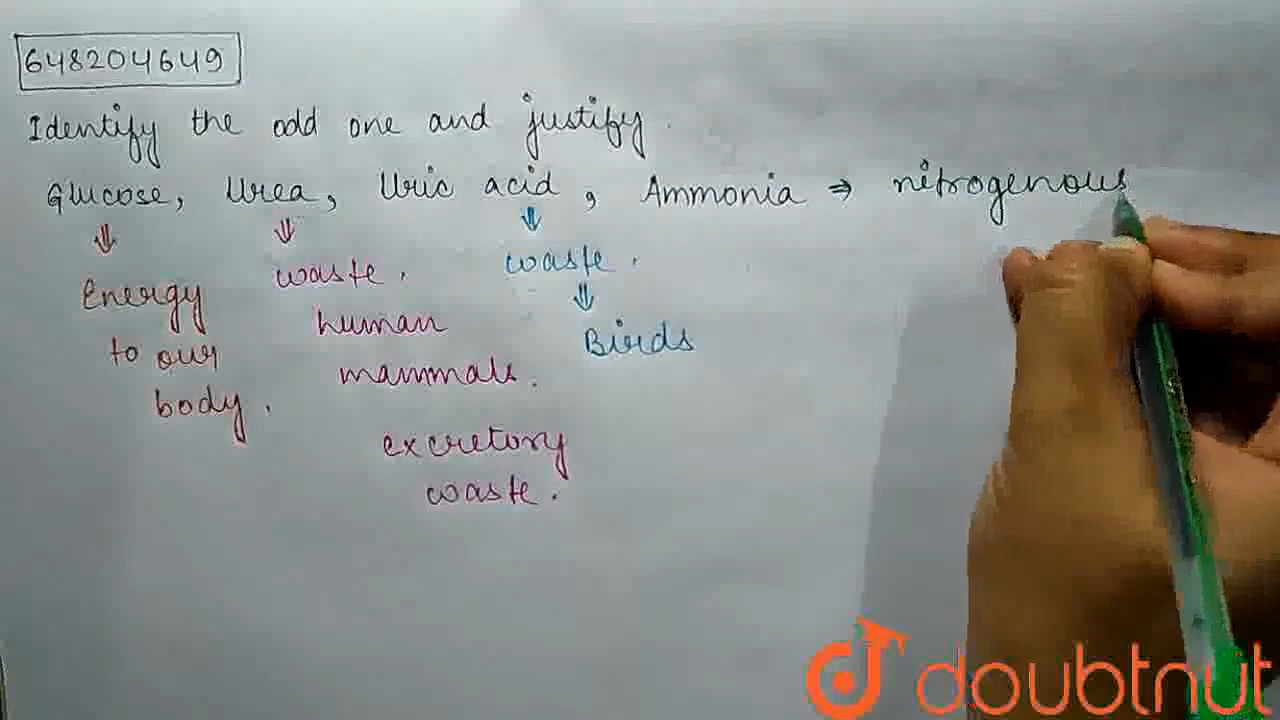 648204649
Identify the odd one and justify.
Glucose, Urea, Uric acid, Ammonia ⇒ nitrogenous
⇓ ⇓ ⇓
Energy to our body.
waste.
human
mammals.
excretory
waste.
waste.
⇓
Birds
doubtnut